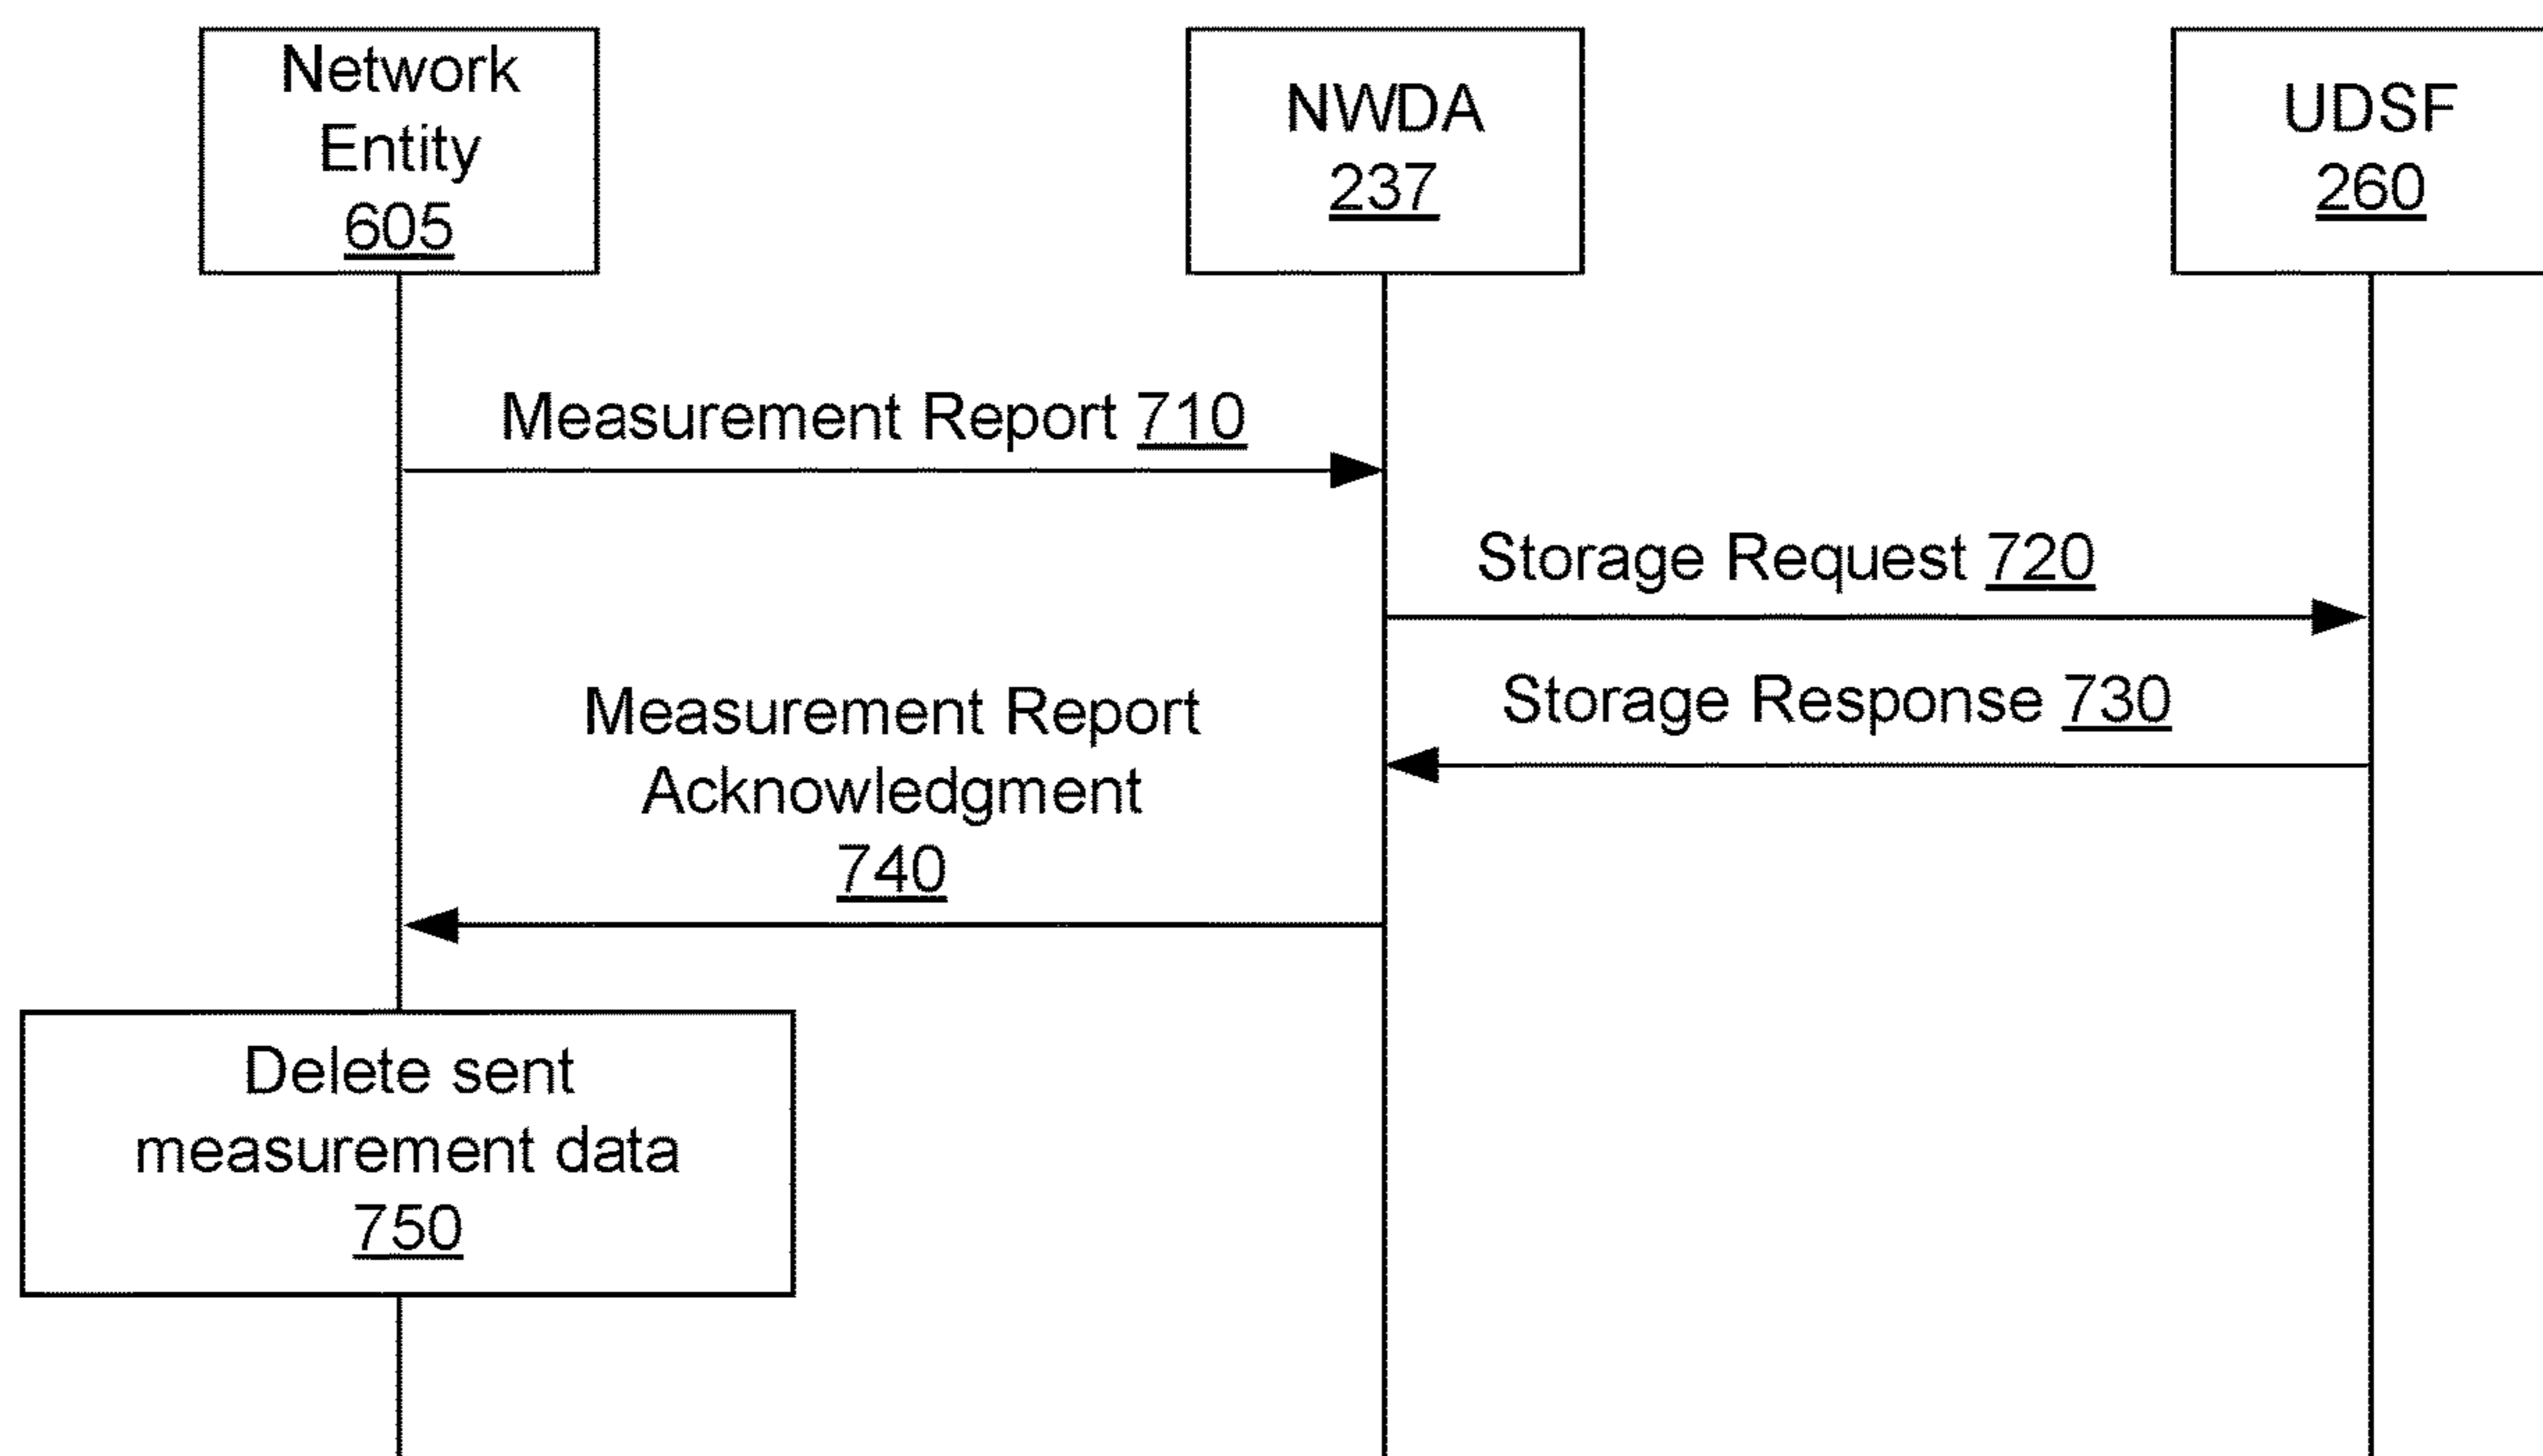 Network
Entity
605
NWDA
237
UDSF
260
Measurement Report 710
Storage Request 720
Storage Response 730
Measurement Report
Acknowledgment
740
Delete sent
measurement data
750